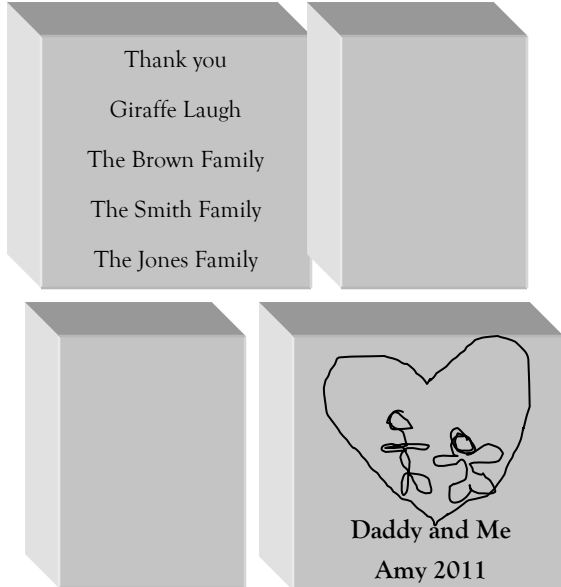 Thank you
Giraffe Laugh
The Brown Family
The Smith Family
The Jones Family
Daddy and Me
Amy 2011